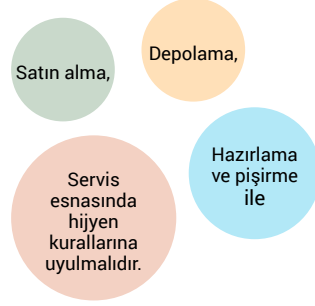 Satın alma,
Depolama,
Hazırlama
ve pişirme
ile
Servis
esnasında
hijyen
kurallarına
uyulmalıdır.